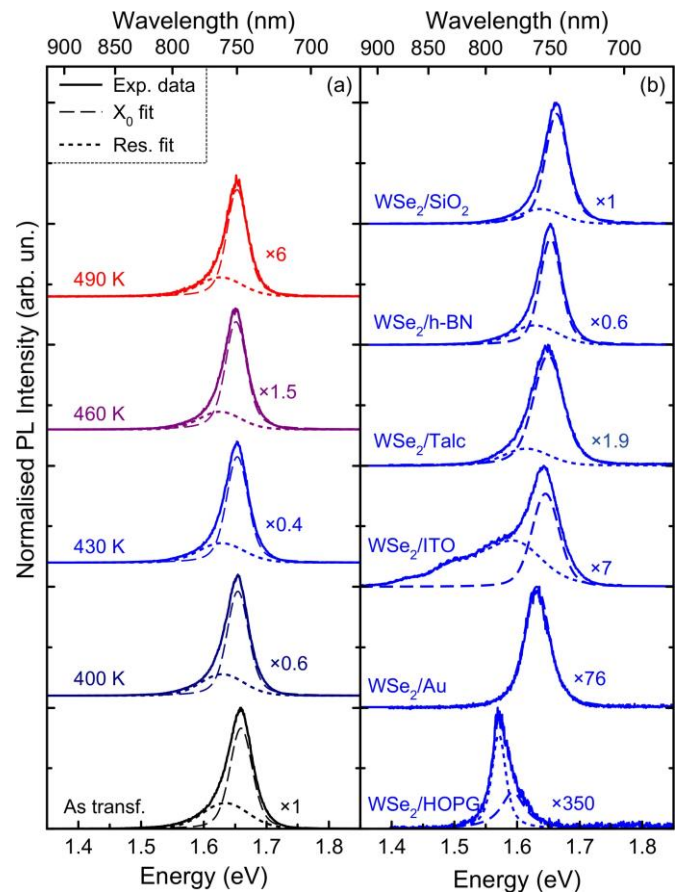 Wavelength (nm)
900 850 800 750 700
Wavelength (nm)
900 850 800 750 700
Normalised PL Intensity (arb. un.)
Exp. data
X₀ fit
Res. fit
(a)
490 K
×6
460 K
×1.5
430 K
×0.4
400 K
×0.6
As transf.
×1
1.4 1.5 1.6 1.7 1.8
Energy (eV)
(b)
WSe₂/SiO₂
×1
WSe₂/h-BN
×0.6
WSe₂/Talc
×1.9
WSe₂/ITO
×7
WSe₂/Au
×76
WSe₂/HOPG
×350
1.4 1.5 1.6 1.7 1.8
Energy (eV)